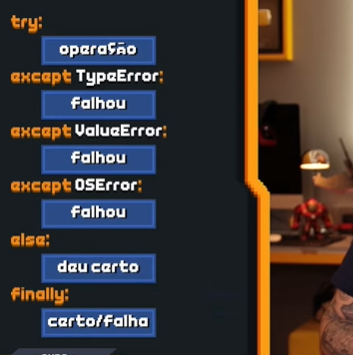 try:
operação
except TypeError:
falhou
except ValueError:
falhou
except OSError:
falhou
else:
deu certo
finally:
certo/falha